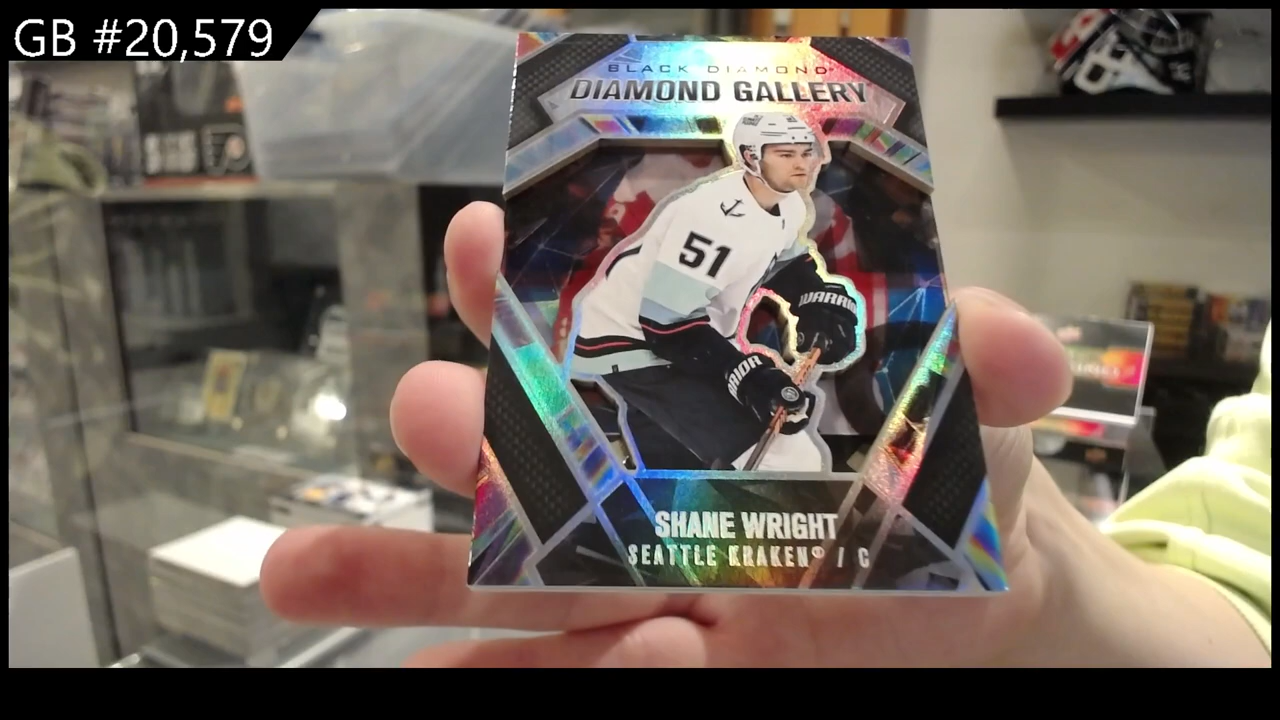 GB #20,579
BLACK DIAMOND
DIAMOND GALLERY
51
WARRIOR
SHANE WRIGHT
SEATTLE KRAKEN® / C